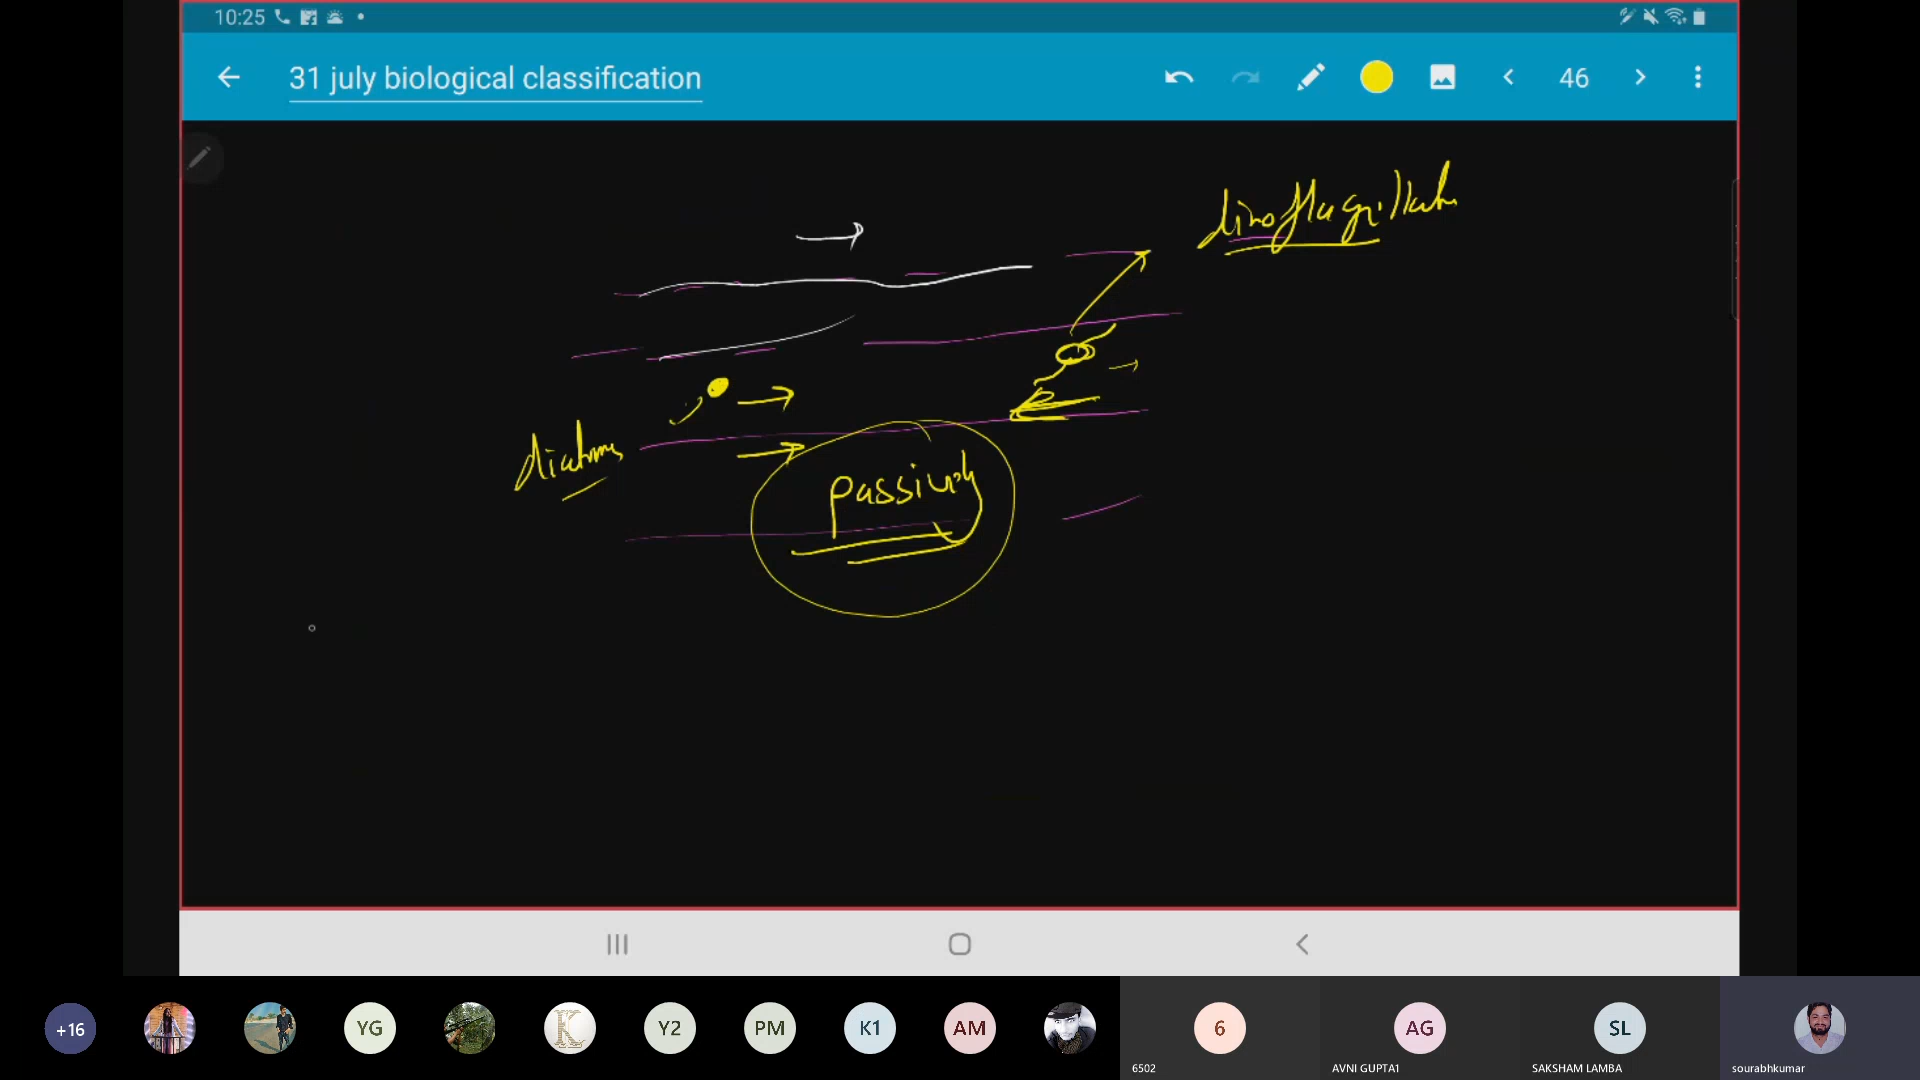 10:25
31 july biological classification
46
dinoflagillate
diatoms
passively
+16
YG
K
Y2
PM
K1
AM
6
AG
SL
6502
AVNI GUPTA1
SAKSHAM LAMBA
sourabhkumar